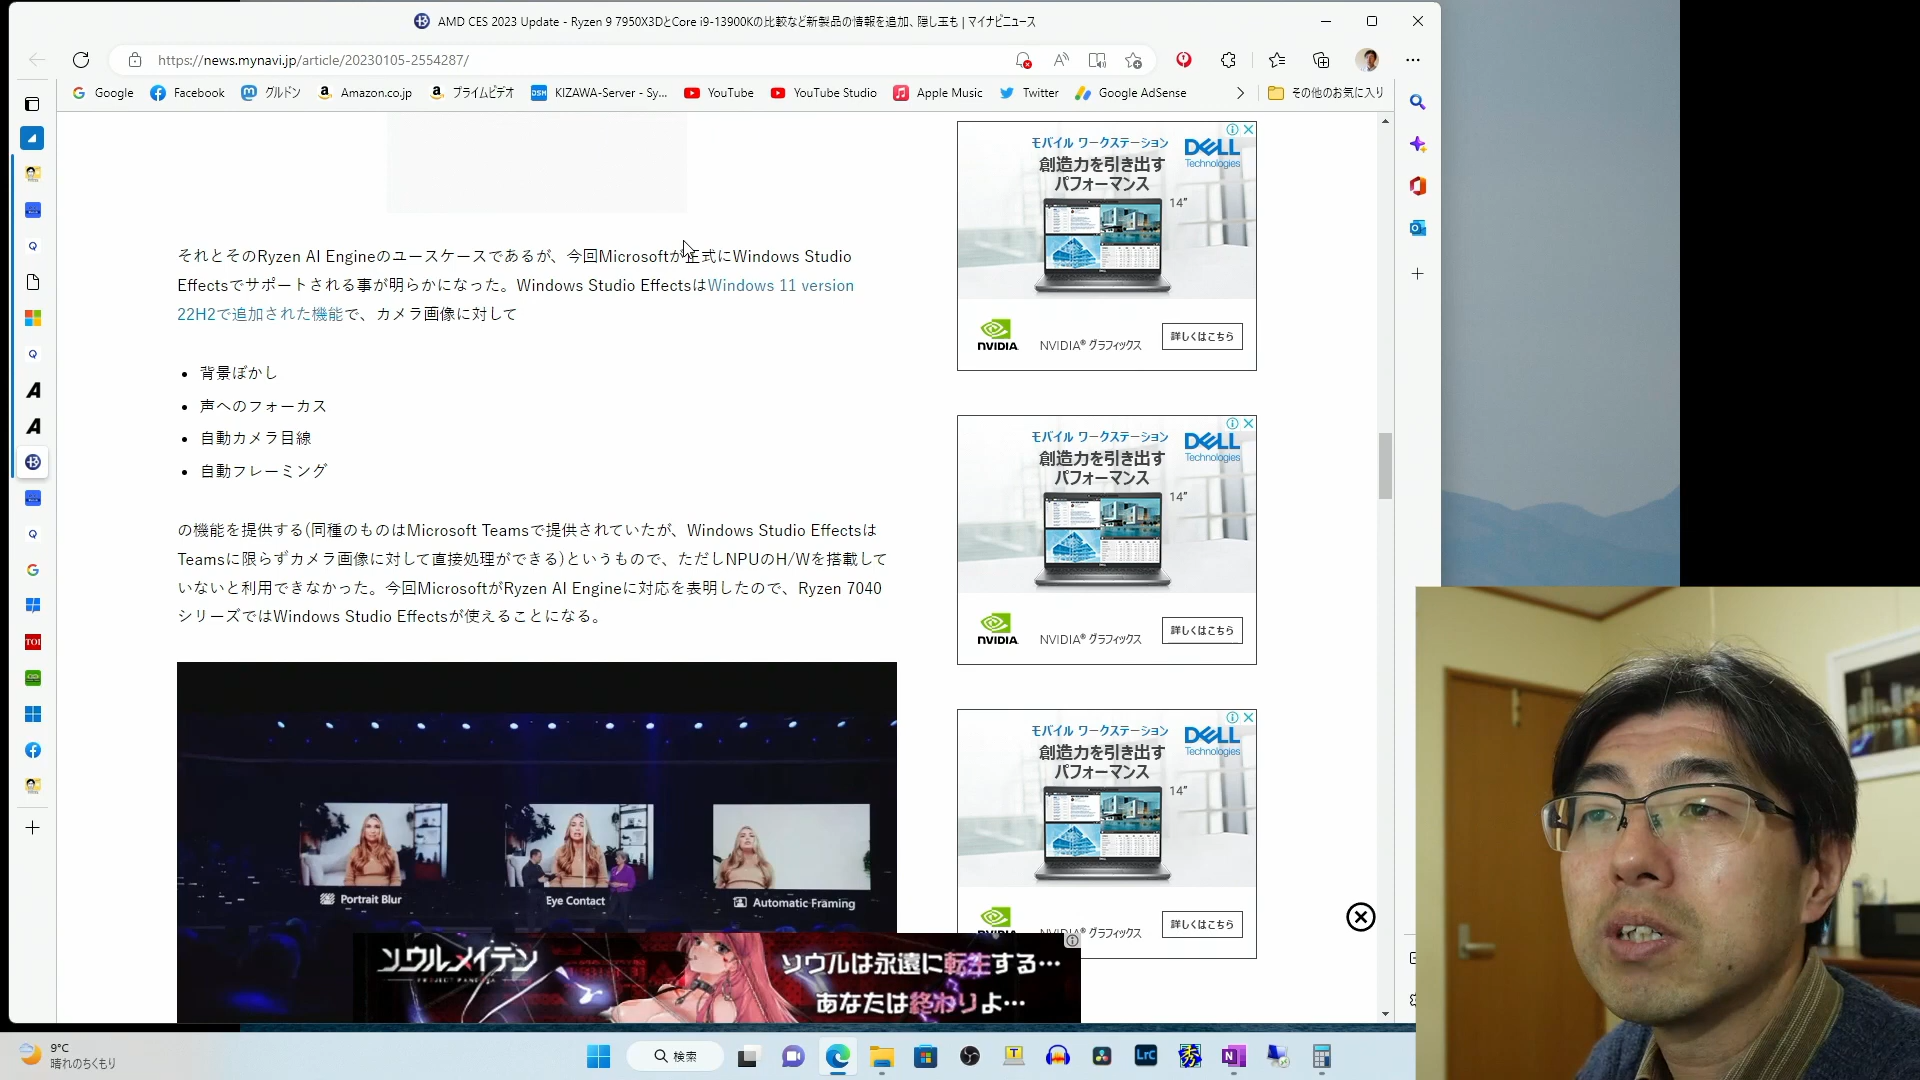 AMD CES 2023 Update - Ryzen 9 7950X3DとCore i9-13900Kの比較など新製品の情報を追加、隠し玉も | マイナビニュース
https://news.mynavi.jp/article/20230105-2554287/
Google
Facebook
グルドン
Amazon.co.jp
プライムビデオ
DSM
KIZAWA-Server - Sy...
YouTube
YouTube Studio
Apple Music
Twitter
Google AdSense
その他のお気に入り
それとそのRyzen AI Engineのユースケースであるが、今回Microsoftが正式にWindows Studio
Effectsでサポートされる事が明らかになった。Windows Studio EffectsはWindows 11 version
22H2で追加された機能で、カメラ画像に対して
背景ぼかし
声へのフォーカス
自動カメラ目線
自動フレーミング
の機能を提供する(同種のものはMicrosoft Teamsで提供されていたが、Windows Studio Effectsは
Teamsに限らずカメラ画像に対して直接処理ができる)というもので、ただしNPUのH/Wを搭載して
いないと利用できなかった。今回MicrosoftがRyzen AI Engineに対応を表明したので、Ryzen 7040
シリーズではWindows Studio Effectsが使えることになる。
Portrait Blur
Eye Contact
Automatic Framing
ソウルメイデン
ソウルは永遠に転生する…
あなたは終わりよ…
モバイル ワークステーション
創造力を引き出す
パフォーマンス
DELL
Technologies
14"
NVIDIA.
NVIDIA® グラフィックス
詳しくはこちら
モバイル ワークステーション
創造力を引き出す
パフォーマンス
DELL
Technologies
14"
NVIDIA.
NVIDIA® グラフィックス
詳しくはこちら
モバイル ワークステーション
創造力を引き出す
パフォーマンス
DELL
Technologies
14"
NVIDIA® グラフィックス
詳しくはこちら
TOI
9°C
晴れのちくもり
検索
LrC
秀